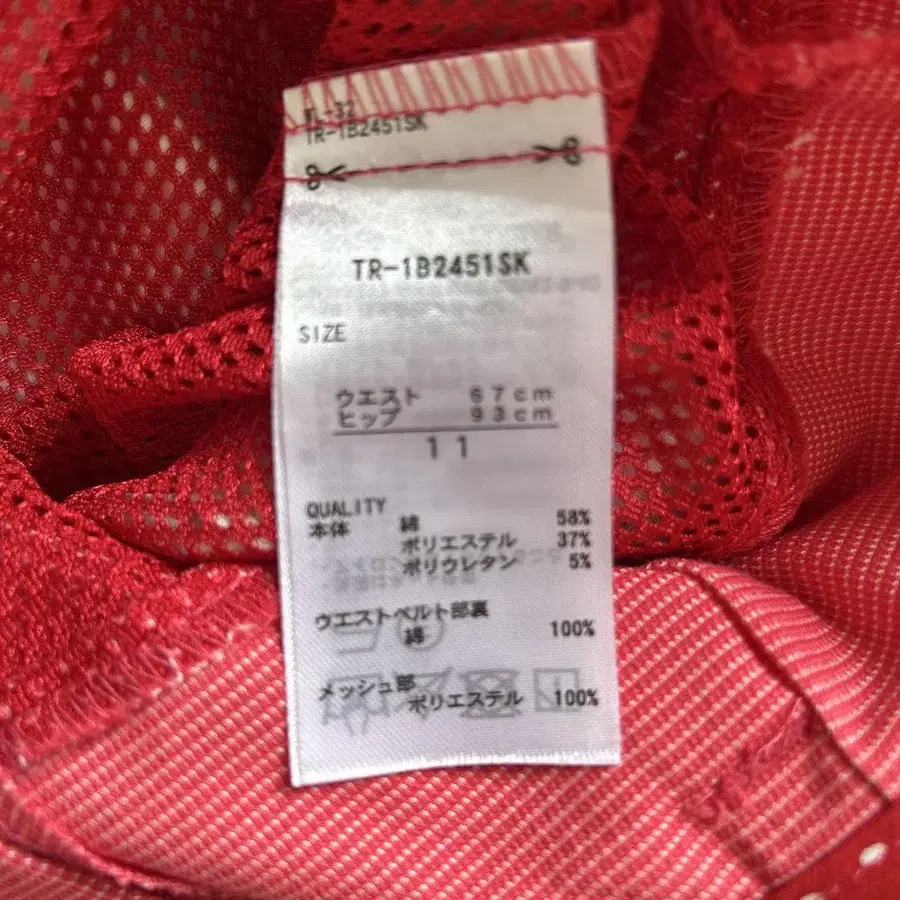 TR-1B2451SK
TR-1B2451SK
SIZE
ウエスト 67cm
ヒップ 93cm
11
QUALITY
本体 綿 58%
ポリエステル 37%
ポリウレタン 5%
ウエストベルト部裏
綿 100%
メッシュ部
ポリエステル 100%